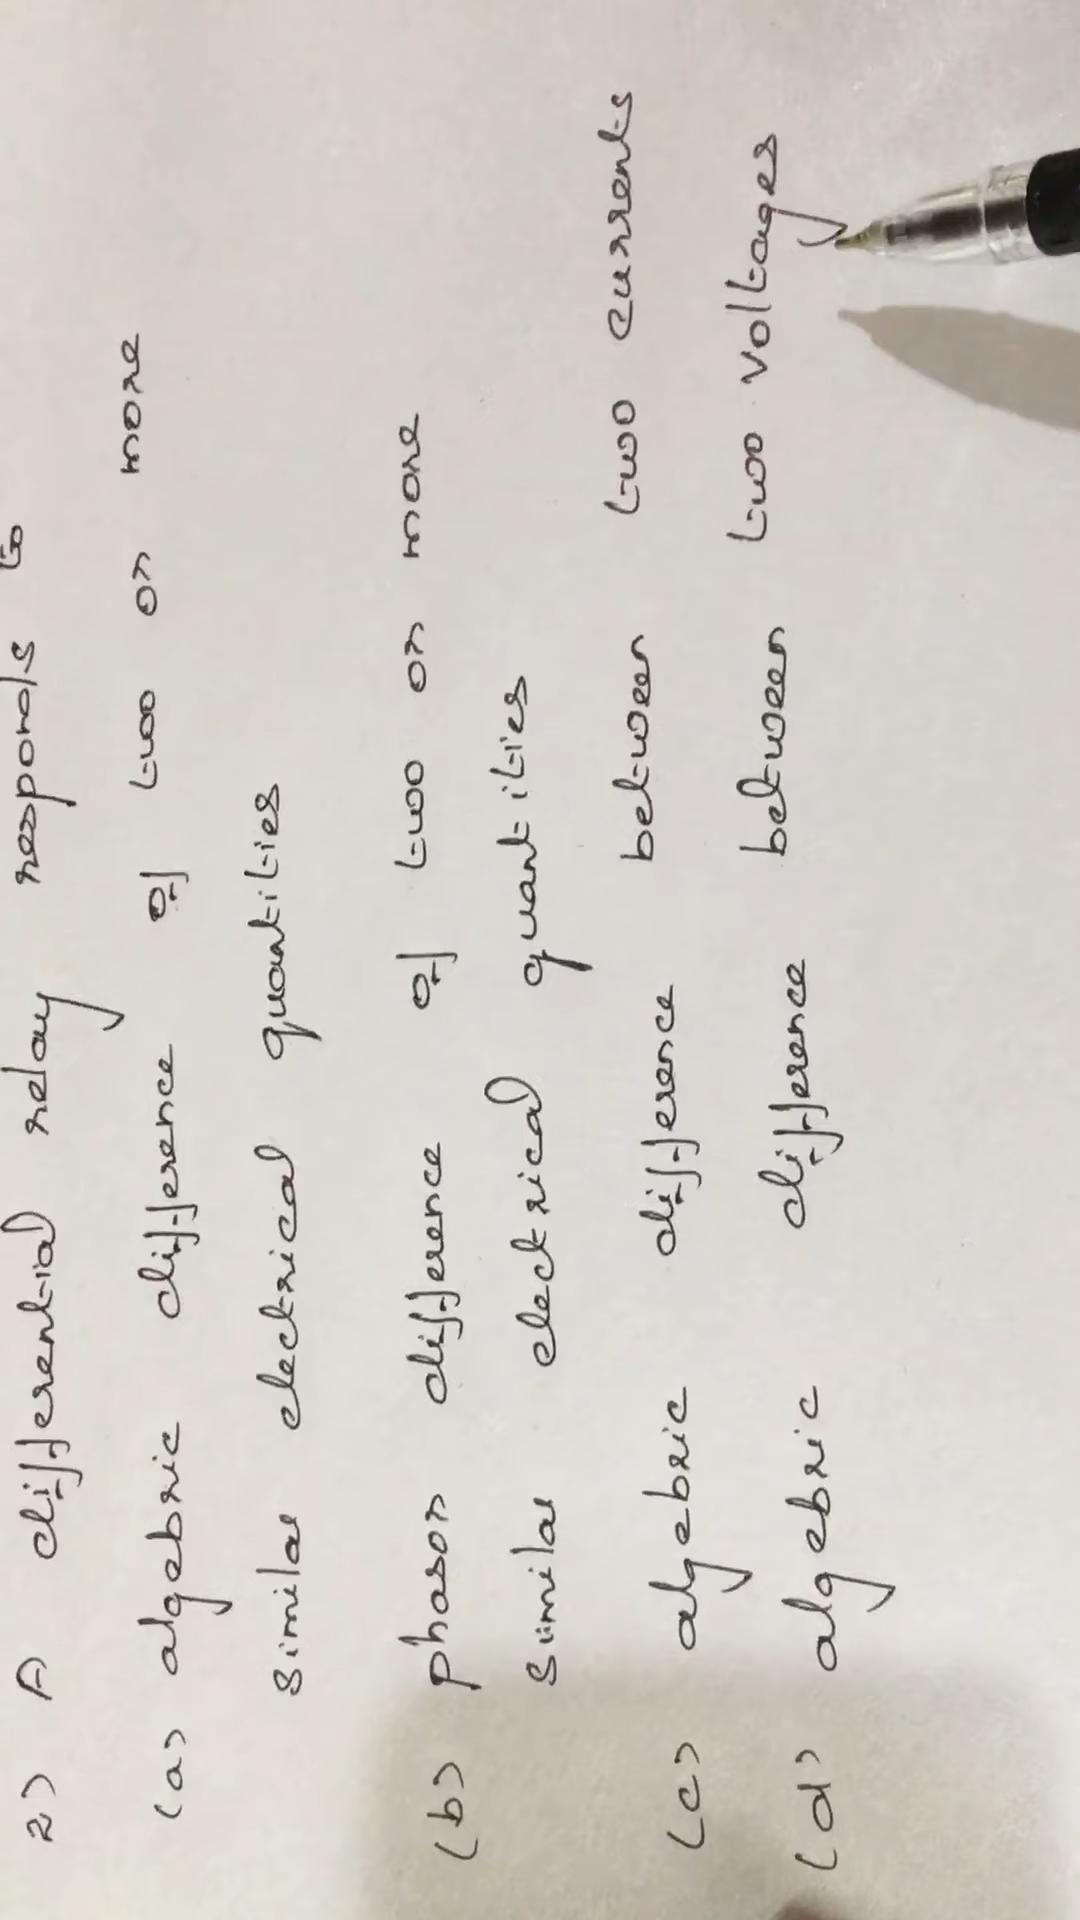 2) A differential relay responds to
(a) algebric difference of two or more
similar electrical quantities
(b) phasor difference of two or more
similar electrical quantities
(c) algebric difference between two currents
(d) algebric difference between two voltages